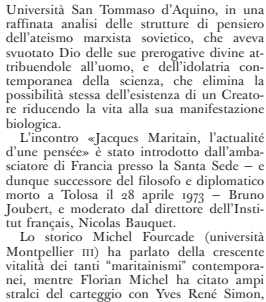 Università San Tommaso d'Aquino, in una
raffinata analisi delle strutture di pensiero
dell'ateismo marxista sovietico, che aveva
svuotato Dio delle sue prerogative divine at-
tribuendole all'uomo, e dell'idolatria con-
temporanea della scienza, che elimina la
possibilità stessa dell'esistenza di un Creato-
re riducendo la vita alla sua manifestazione
biologica.
L'incontro «Jacques Maritain, l'actualité
d'une pensée» è stato introdotto dall'amba-
sciatore di Francia presso la Santa Sede – e
dunque successore del filosofo e diplomatico
morto a Tolosa il 28 aprile 1973 – Bruno
Joubert, e moderato dal direttore dell'Insti-
tut français, Nicolas Bauquet.
Lo storico Michel Fourcade (università
Montpellier III) ha parlato della crescente
vitalità dei tanti "maritainismi" contempora-
nei, mentre Florian Michel ha citato ampi
stralci del carteggio con Yves René Simon,